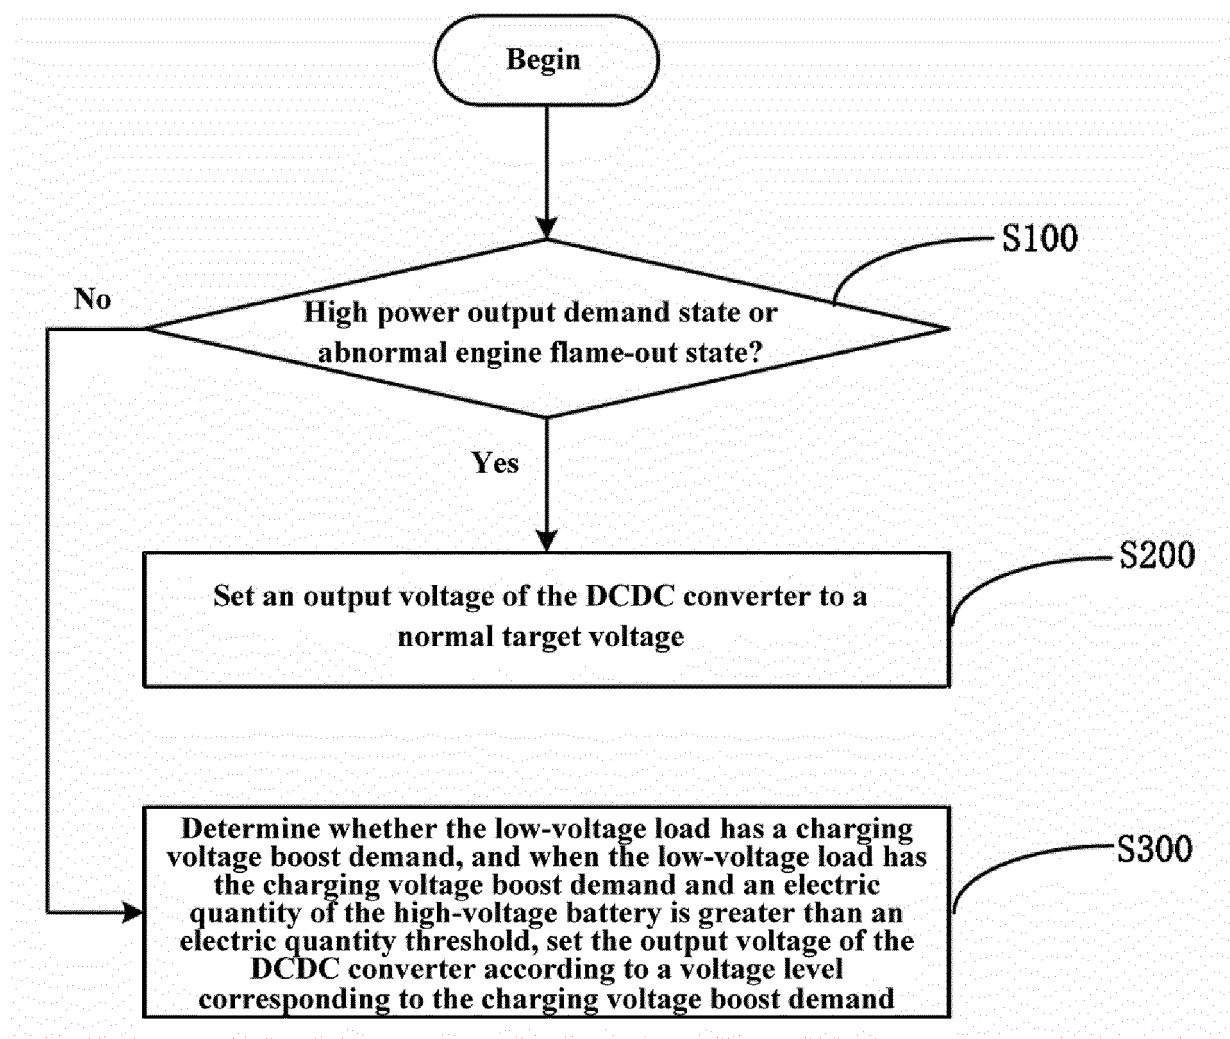 Begin
S100
No
High power output demand state or
abnormal engine flame-out state?
Yes
S200
Set an output voltage of the DCDC converter to a
normal target voltage
Determine whether the low-voltage load has a charging
voltage boost demand, and when the low-voltage load has
the charging voltage boost demand and an electric
quantity of the high-voltage battery is greater than an
electric quantity threshold, set the output voltage of the
DCDC converter according to a voltage level
corresponding to the charging voltage boost demand
S300